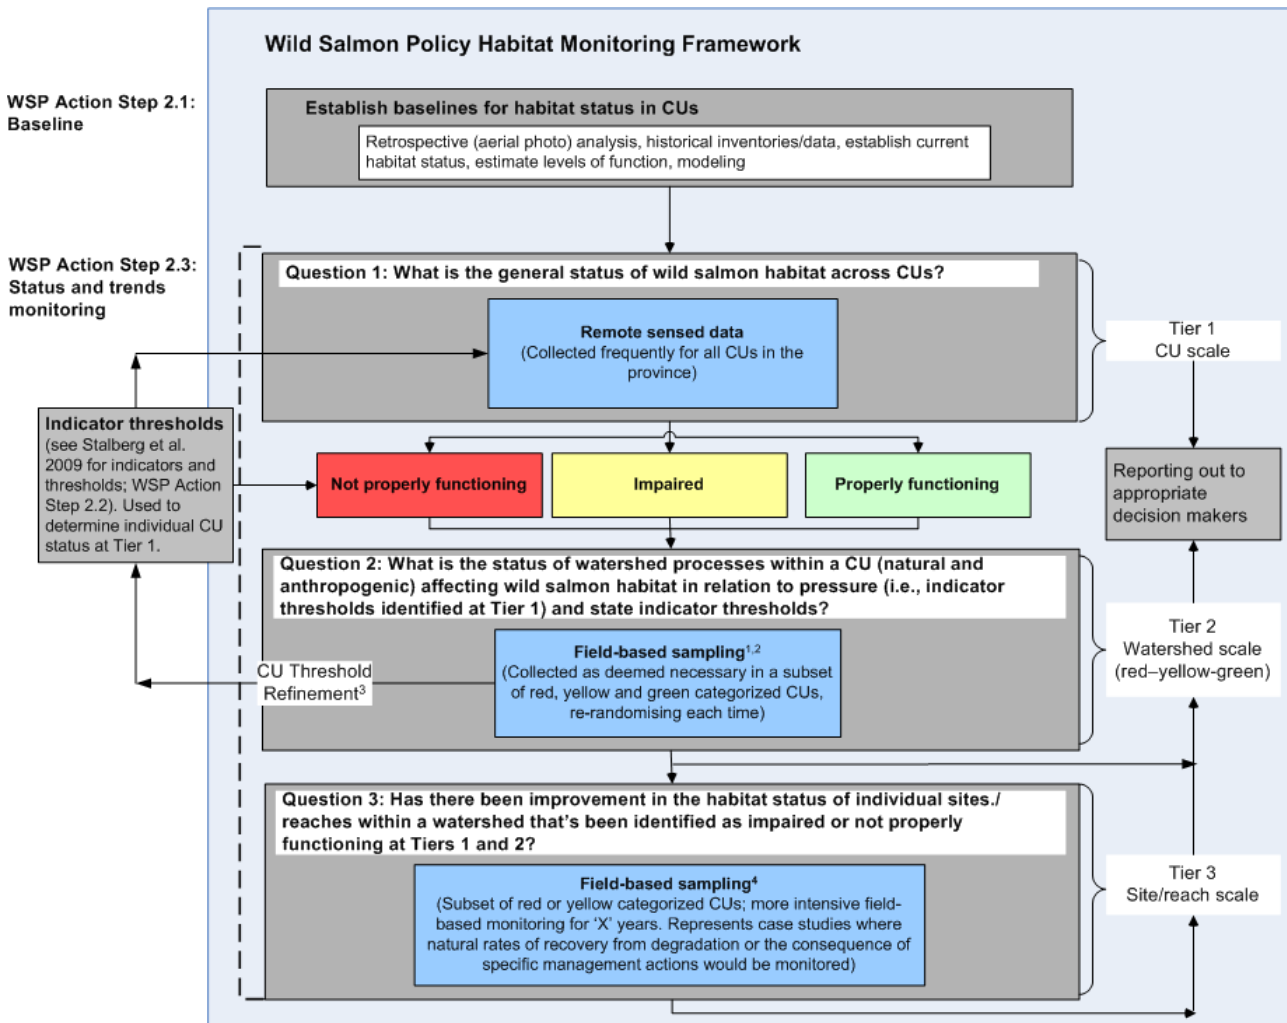 Wild Salmon Policy Habitat Monitoring Framework
WSP Action Step 2.1:
Baseline
Establish baselines for habitat status in CUs
Retrospective (aerial photo) analysis, historical inventories/data, establish current
habitat status, estimate levels of function, modeling
WSP Action Step 2.3:
Status and trends
monitoring
Question 1: What is the general status of wild salmon habitat across CUs?
Remote sensed data
(Collected frequently for all CUs in the
province)
Tier 1
CU scale
Indicator thresholds
(see Stalberg et al.
2009 for indicators and
thresholds; WSP Action
Step 2.2). Used to
determine individual CU
status at Tier 1.
Not properly functioning
Impaired
Properly functioning
Reporting out to
appropriate
decision makers
Question 2: What is the status of watershed processes within a CU (natural and
anthropogenic) affecting wild salmon habitat in relation to pressure (i.e., indicator
thresholds identified at Tier 1) and state indicator thresholds?
Field-based sampling¹,²
(Collected as deemed necessary in a subset
of red, yellow and green categorized CUs,
re-randomising each time)
CU Threshold
Refinement³
Tier 2
Watershed scale
(red–yellow-green)
Question 3: Has there been improvement in the habitat status of individual sites./
reaches within a watershed that's been identified as impaired or not properly
functioning at Tiers 1 and 2?
Field-based sampling⁴
(Subset of red or yellow categorized CUs; more intensive field-
based monitoring for ‘X’ years. Represents case studies where
natural rates of recovery from degradation or the consequence of
specific management actions would be monitored)
Tier 3
Site/reach scale